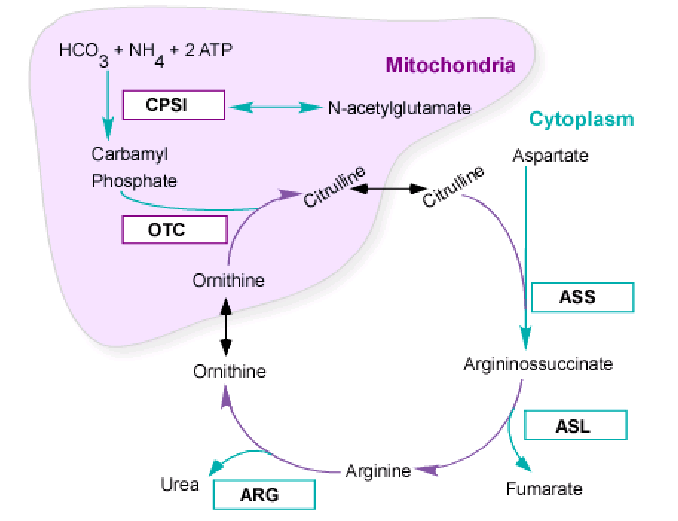 HCO3 + NH4 + 2 ATP
Mitochondria
CPSI
N-acetylglutamate
Cytoplasm
Carbamyl
Phosphate
Aspartate
Citrulline
Citrulline
OTC
Ornithine
ASS
Ornithine
Argininossuccinate
ASL
Arginine
Urea
ARG
Fumarate